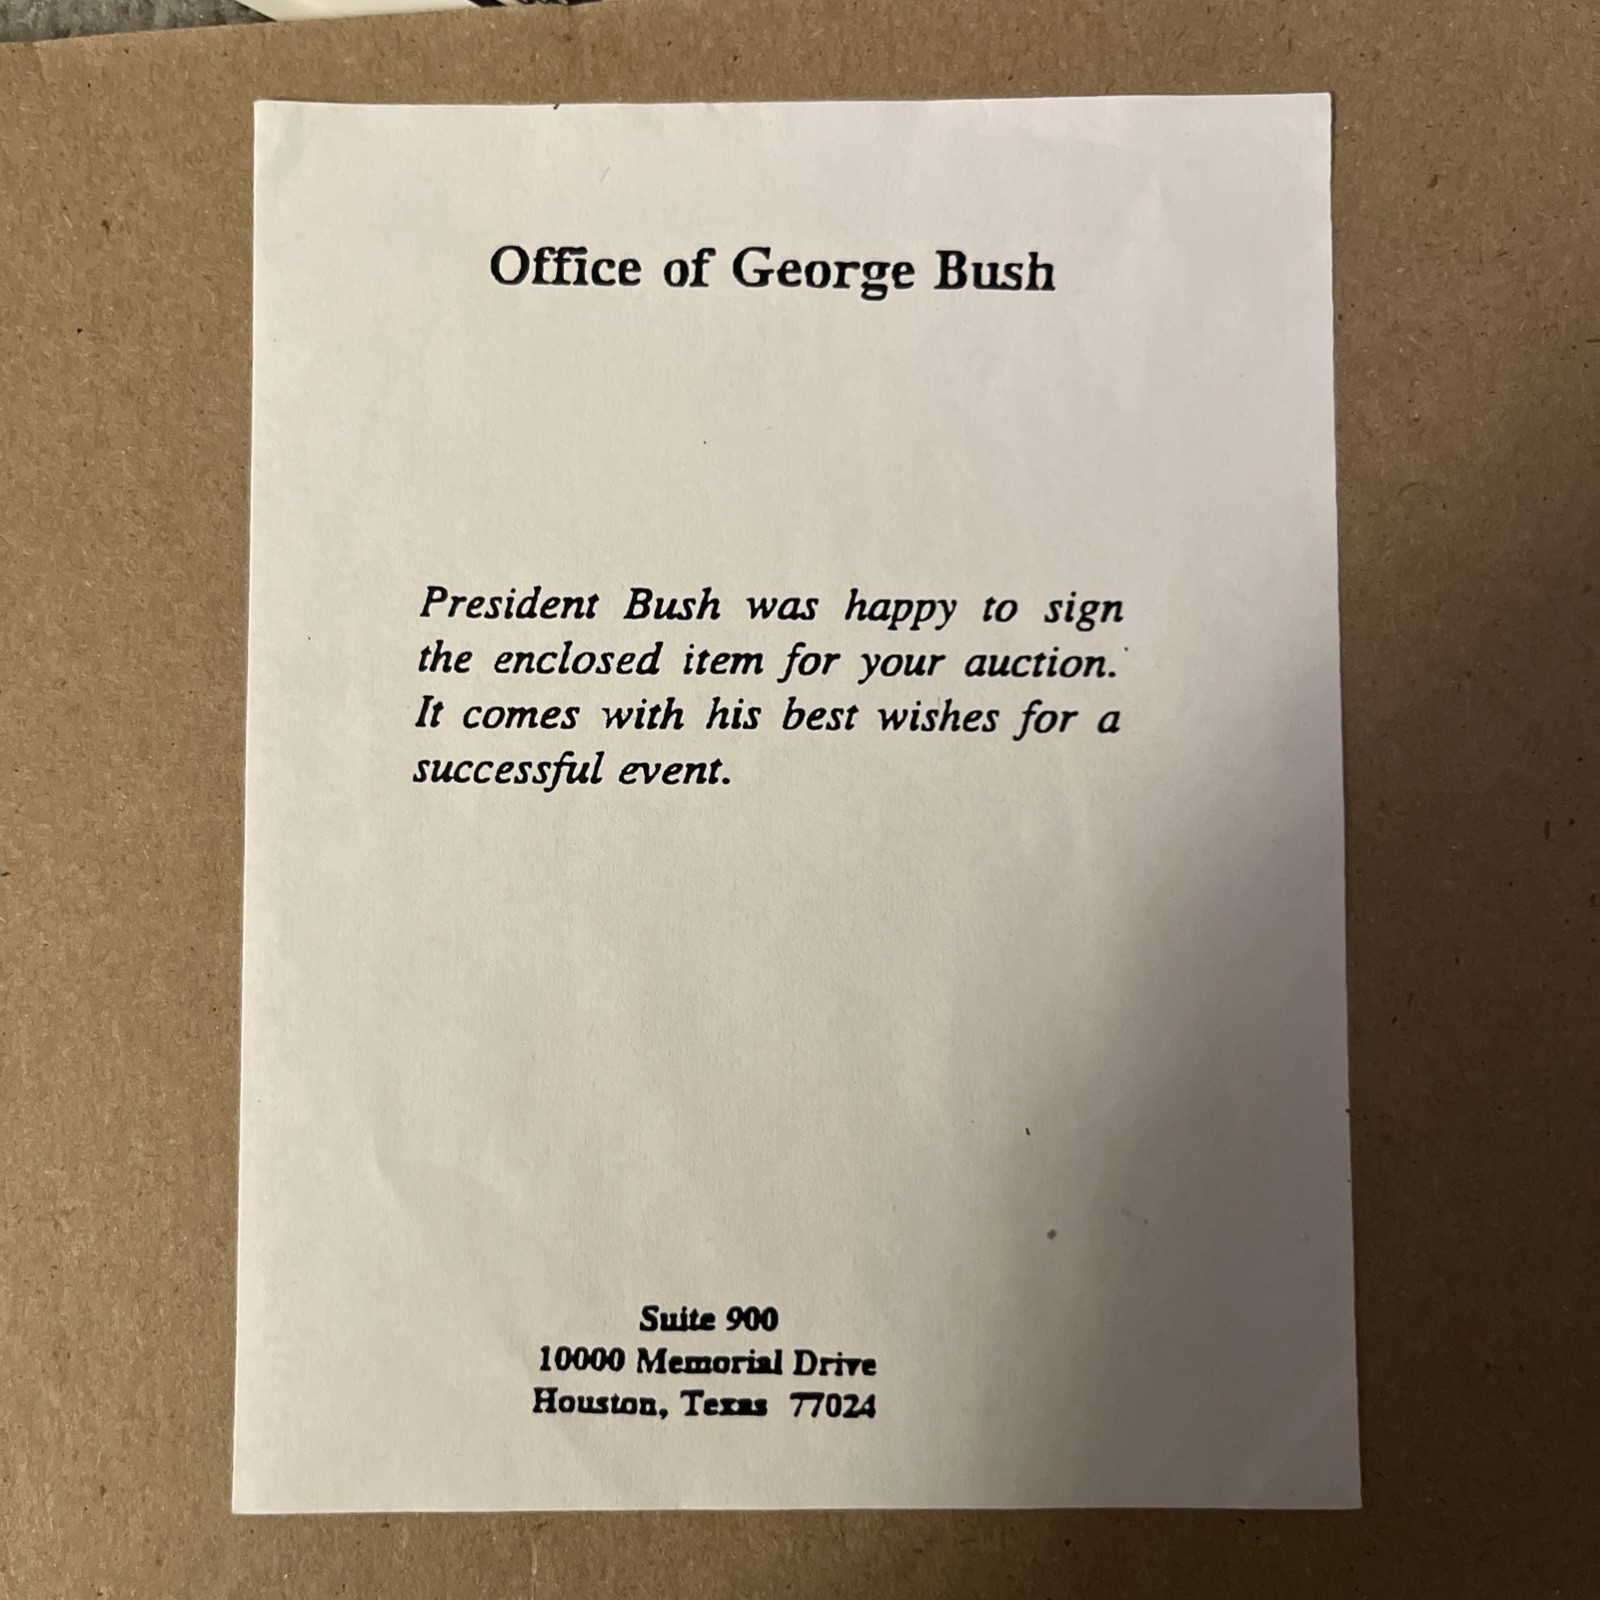 Office of George Bush
President Bush was happy to sign
the enclosed item for your auction.
It comes with his best wishes for a
successful event.
Suite 900
10000 Memorial Drive
Houston, Texas 77024